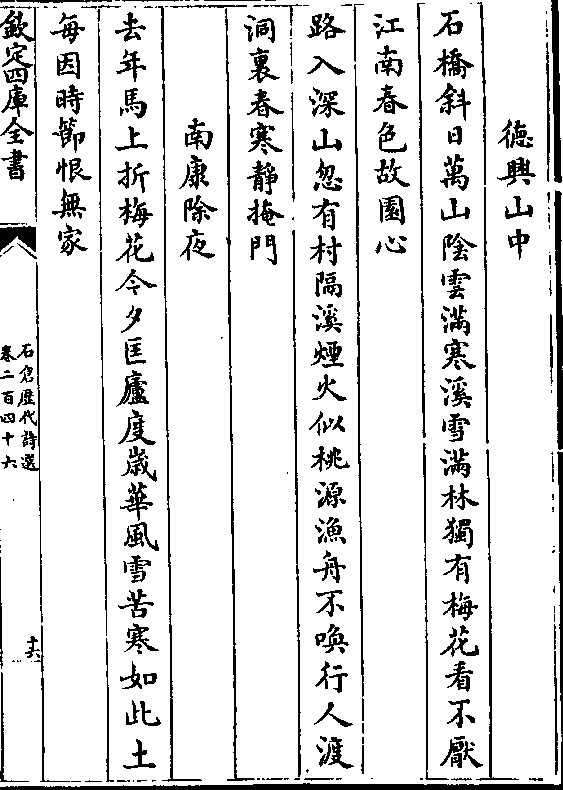 德興山中
石橋斜日萬山陰雲滿寒溪雪滿林獨有梅花看不厭
江南春色故園心
路入深山忽有村隔溪煙火似桃源漁舟不喚行人渡
洞裏春寒靜掩門
南康除夜
去年馬上折梅花今夕匡廬度歲華風雪苦寒如此土
每因時節恨無家
欽定四庫全書
石倉歷代詩選
卷二百四十六
十六